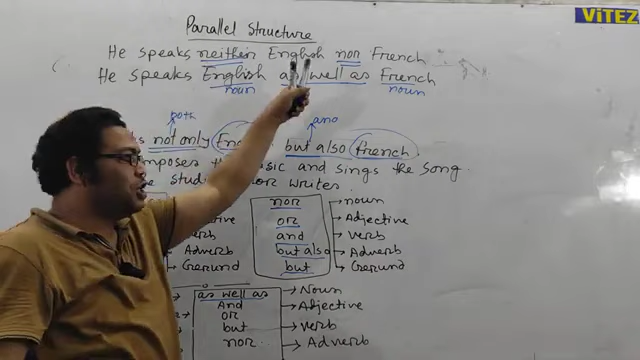 ViTEZ
Parallel Structure
He speaks neither English nor French
He speaks English as well as French
noun noun
both and
not only but also French.
the music and sings the song
nor writes.
nor
or
and
but also
but
noun
Adjective
Verb
Adverb
Gerund
Verb
Adverb
Gerund
as well as
And
or
but
nor
Noun
Adjective
Verb
Adverb